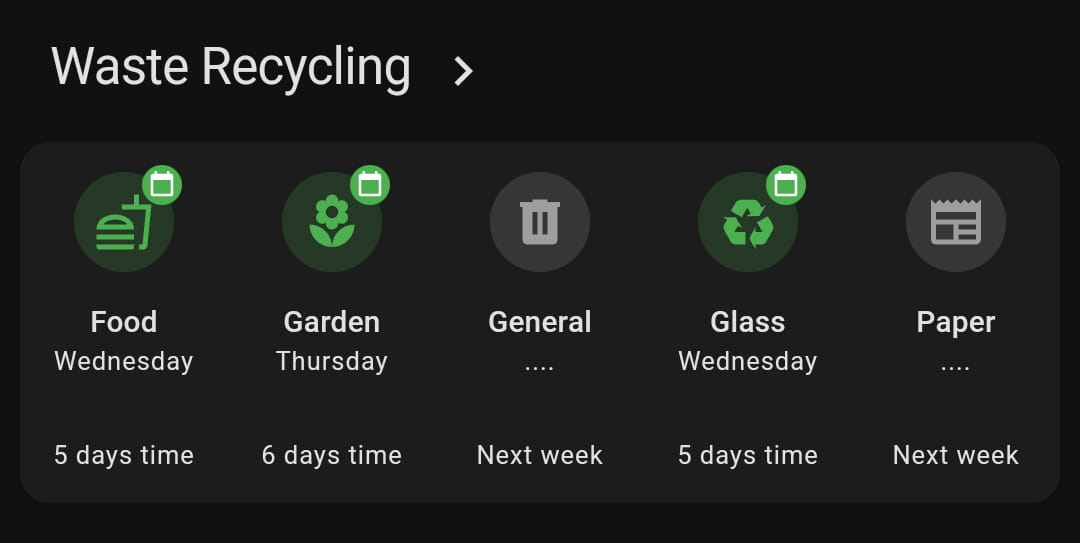 Waste Recycling
Food Garden General Glass Paper
Wednesday Thursday .... Wednesday ....
5 days time 6 days time Next week 5 days time Next week